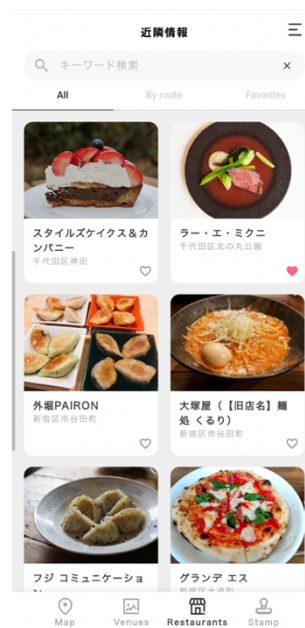 近隣情報
キーワード検索
All
By route
Favorites
スタイルズケイクス＆カ
ンパニー
千代田区神田
ラー・エ・ミクニ
千代田区北の丸公園
外堀PAIRON
新宿区市谷田町
大塚屋（【旧店名】麺
処 くるり）
新宿区市谷田町
フジ コミュニケーショ
グランデ エス
Map
Venues
Restaurants
Stamp